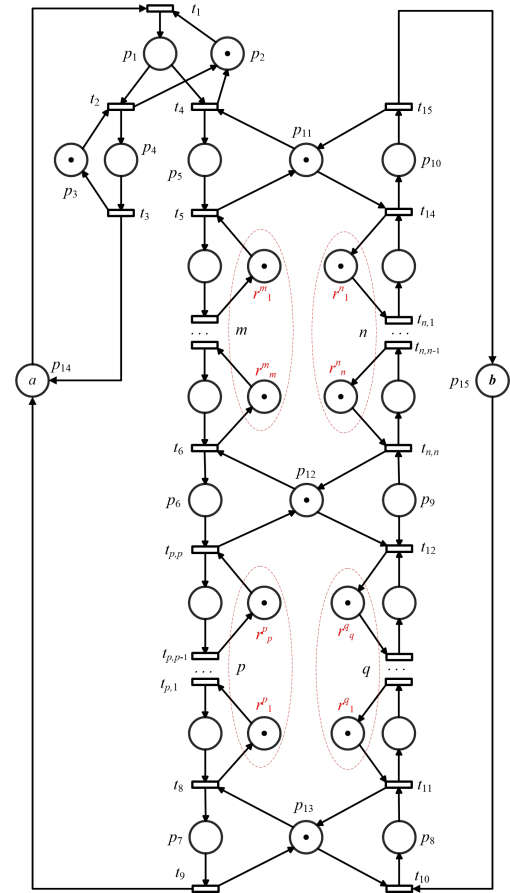 t1
p1 p2
t2 t4 p11 t15
p3 p4 p5 p10
t3 t5 t14
r^m_1 r^n_1
m n t_{n,1}
... ...
t_{n,n-1}
p14 r^m_m r^n_n p15
a b
t6 t_{n,n}
p12
p6 p9
t_{p,p} t12
r^p_p r^q_q
t_{p,p-1} p q
... ...
t_{p,1}
r^p_1 r^q_1
t8 t11
p13
p7 p8
t9 t10